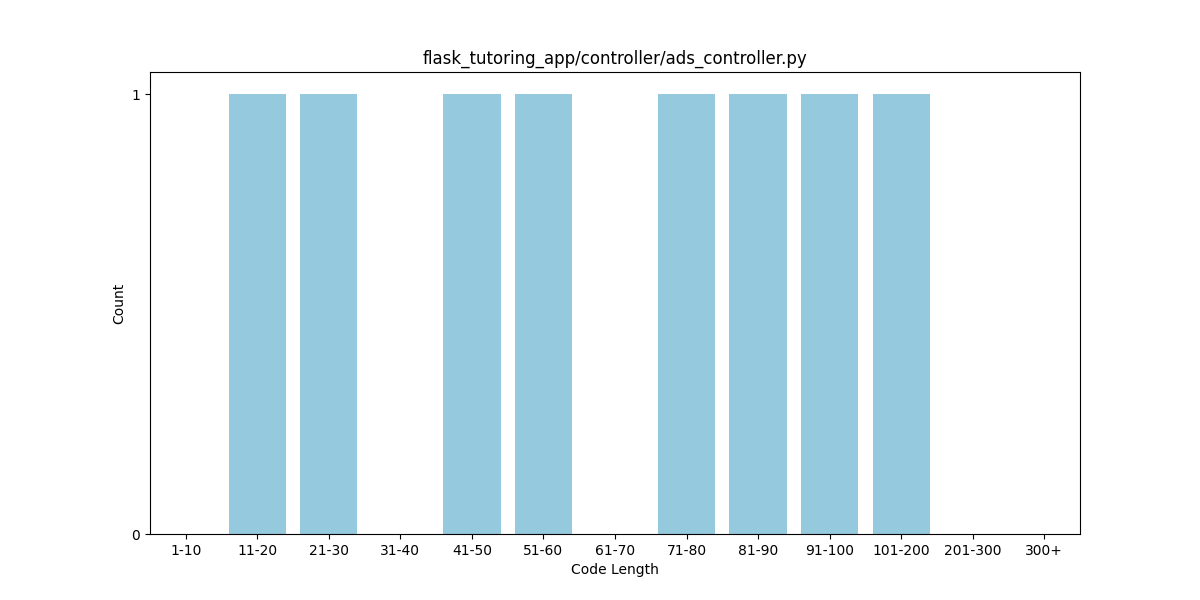 flask_tutoring_app/controller/ads_controller.py
1
Count
0
1-10 11-20 21-30 31-40 41-50 51-60 61-70 71-80 81-90 91-100 101-200 201-300 300+
Code Length